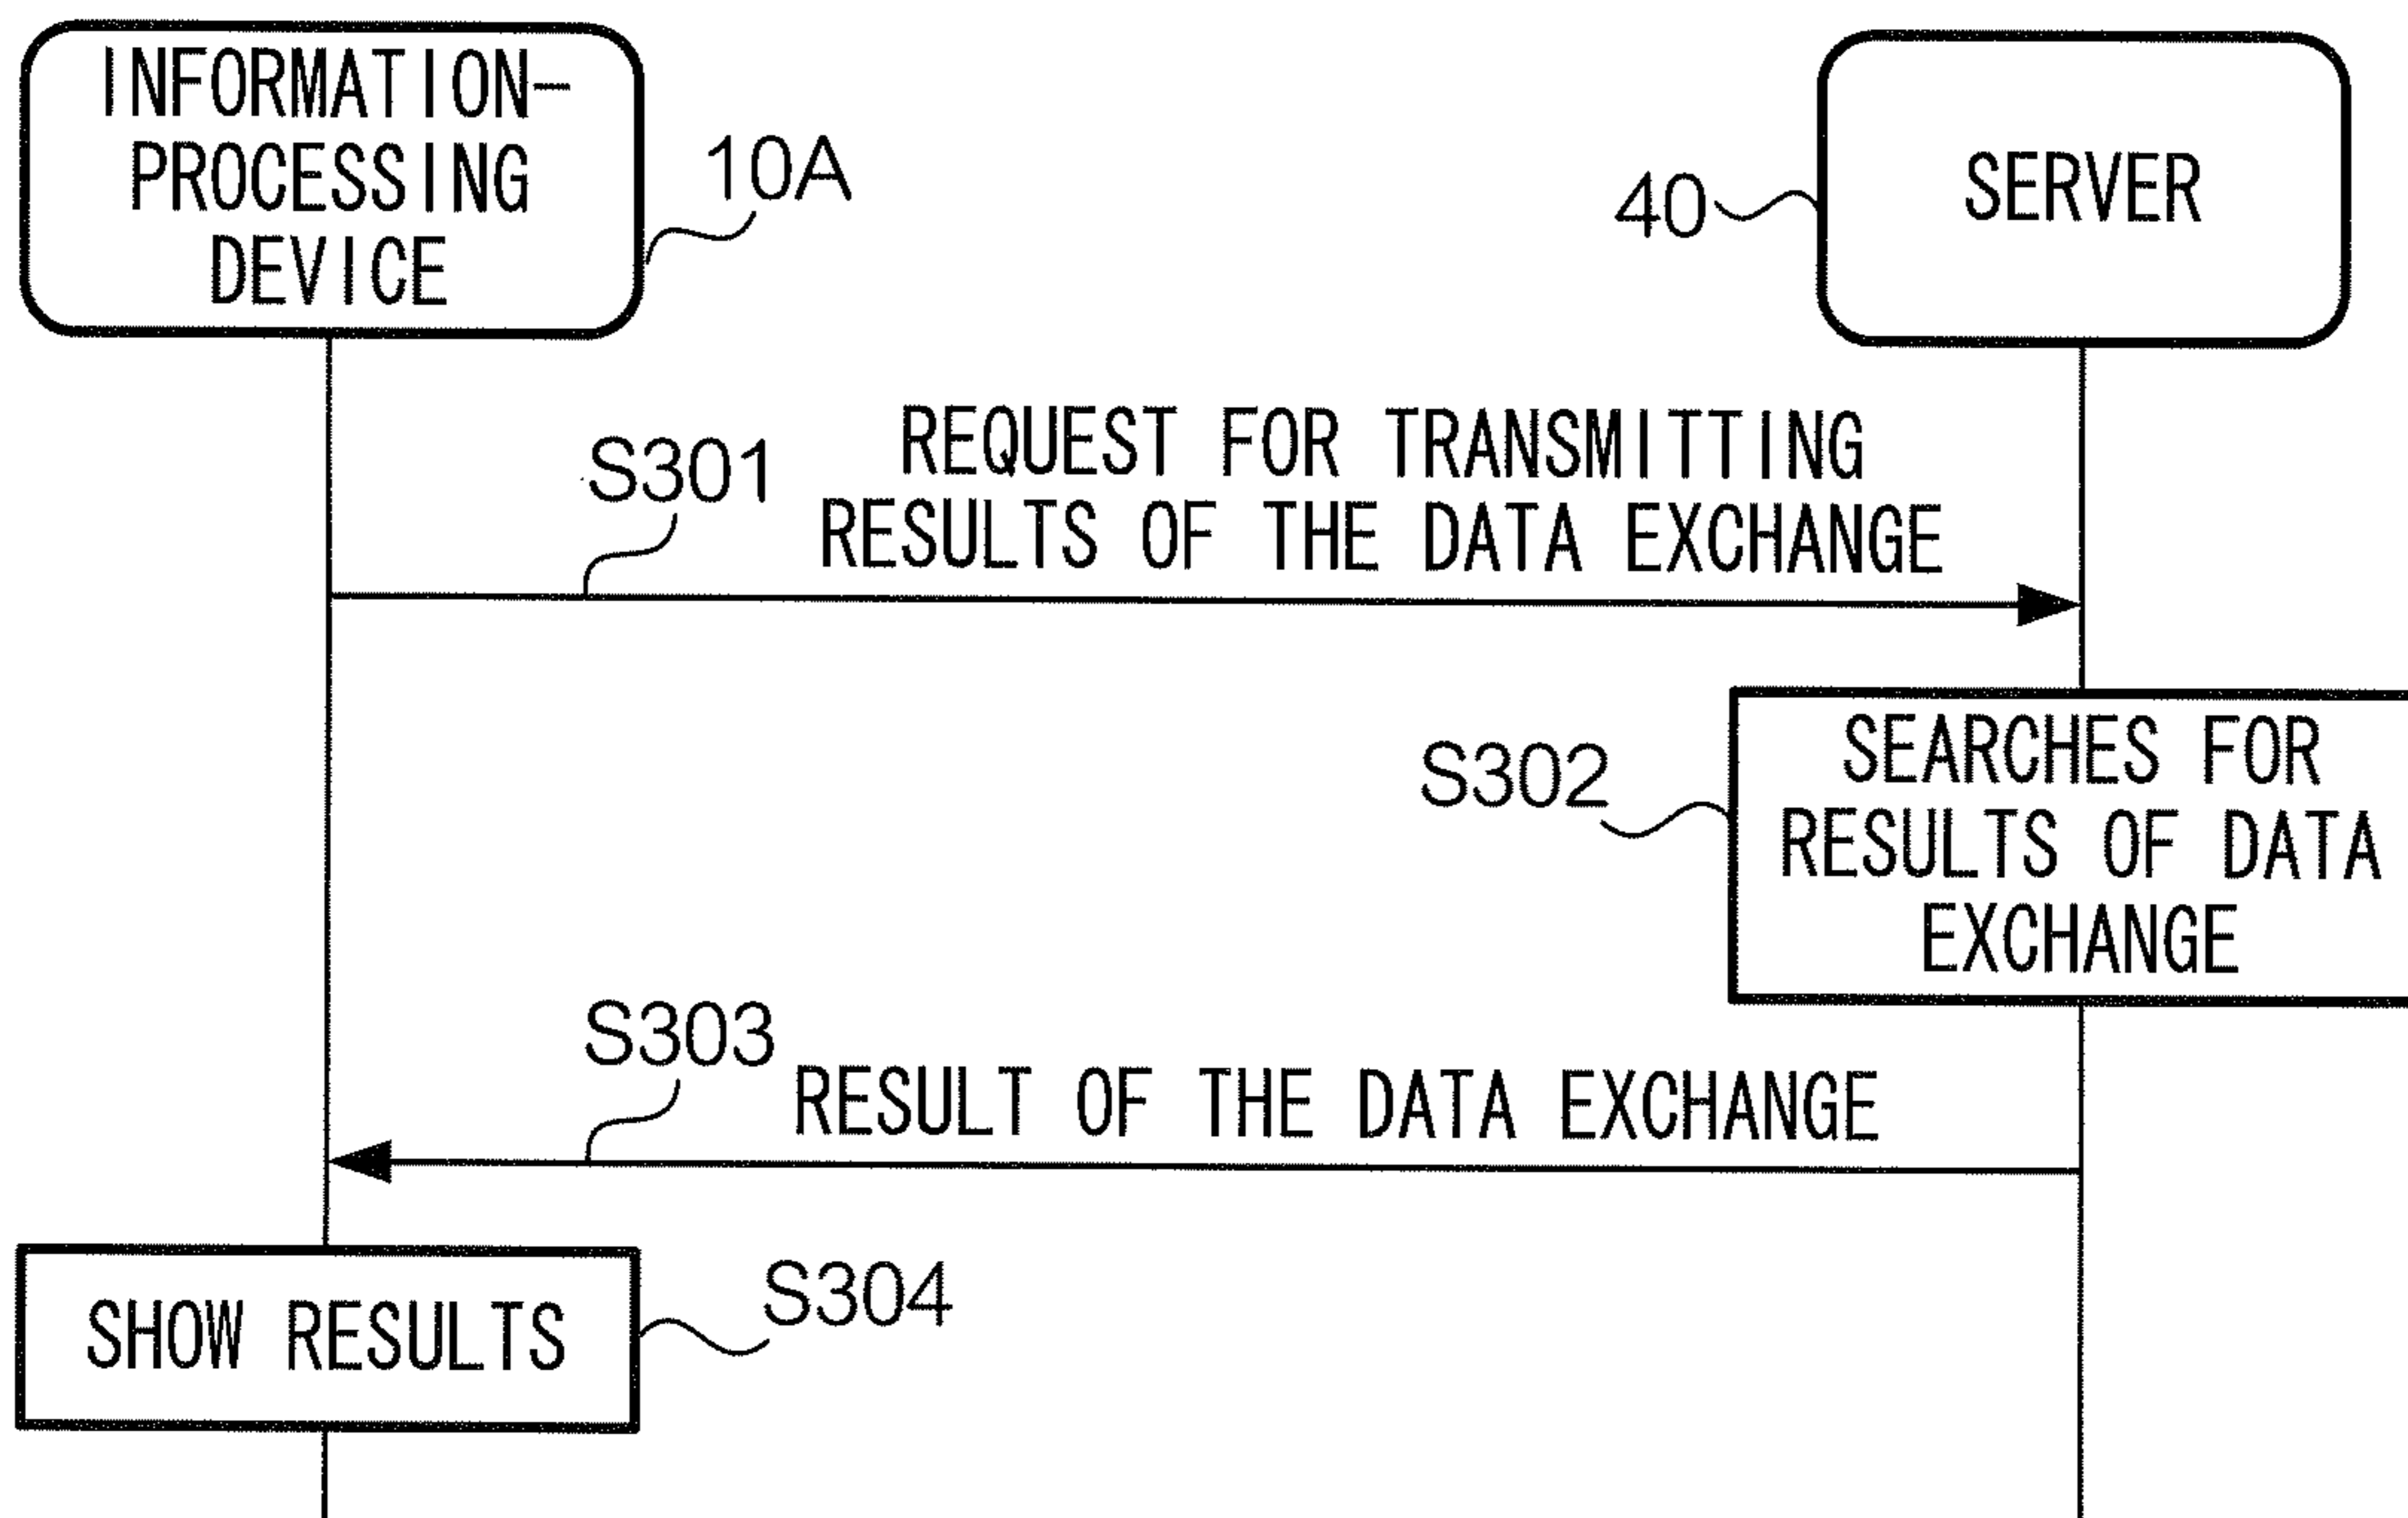 INFORMATION-
PROCESSING
DEVICE
10A
40
SERVER
S301
REQUEST FOR TRANSMITTING
RESULTS OF THE DATA EXCHANGE
S302
SEARCHES FOR
RESULTS OF DATA
EXCHANGE
S303
RESULT OF THE DATA EXCHANGE
SHOW RESULTS
S304